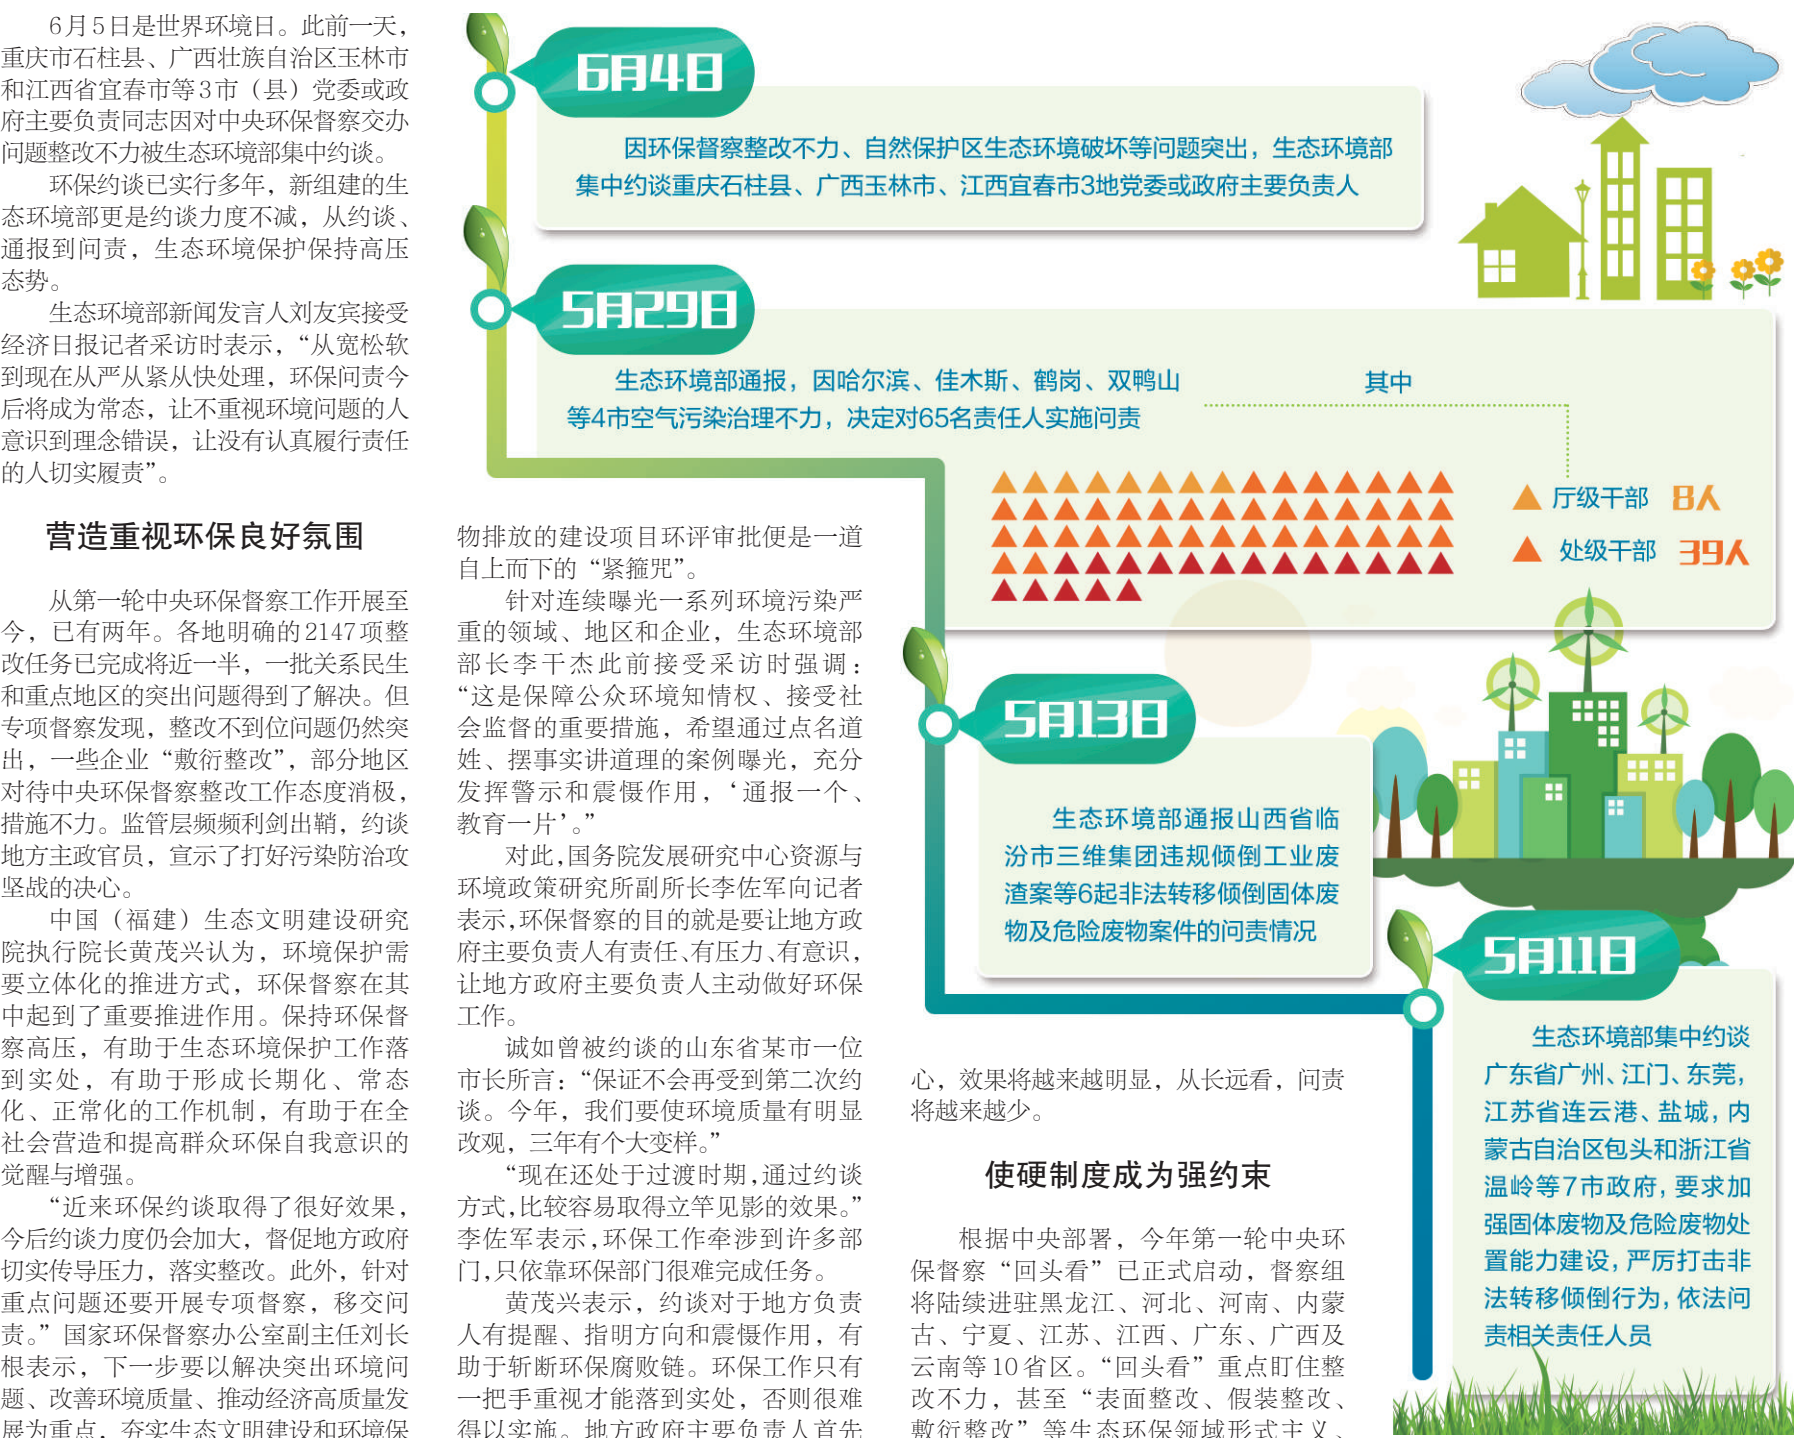 6月5日是世界环境日。此前一天，
重庆市石柱县、广西壮族自治区玉林市
和江西省宜春市等3市（县）党委或政
府主要负责同志因对中央环保督察交办
问题整改不力被生态环境部集中约谈。
环保约谈已实行多年，新组建的生
态环境部更是约谈力度不减，从约谈、
通报到问责，生态环境保护保持高压
态势。
生态环境部新闻发言人刘友宾接受
经济日报记者采访时表示，“从宽松软
到现在从严从紧从快处理，环保问责今
后将成为常态，让不重视环境问题的人
意识到理念错误，让没有认真履行责任
的人切实履责”。
营造重视环保良好氛围
从第一轮中央环保督察工作开展至
今，已有两年。各地明确的2147项整
改任务已完成将近一半，一批关系民生
和重点地区的突出问题得到了解决。但
专项督察发现，整改不到位问题仍然突
出，一些企业“敷衍整改”，部分地区
对待中央环保督察整改工作态度消极，
措施不力。监管层频频利剑出鞘，约谈
地方主政官员，宣示了打好污染防治攻
坚战的决心。
中国（福建）生态文明建设研究
院执行院长黄茂兴认为，环境保护需
要立体化的推进方式，环保督察在其
中起到了重要推进作用。保持环保督
察高压，有助于生态环境保护工作落
到实处，有助于形成长期化、常态
化、正常化的工作机制，有助于在全
社会营造和提高群众环保自我意识的
觉醒与增强。
“近来环保约谈取得了很好效果，
今后约谈力度仍会加大，督促地方政府
切实传导压力，落实整改。此外，针对
重点问题还要开展专项督察，移交问
责。”国家环保督察办公室副主任刘长
根表示，下一步要以解决突出环境问
题、改善环境质量、推动经济高质量发
展为重点，夯实生态文明建设和环境保
物排放的建设项目环评审批便是一道
自上而下的“紧箍咒”。
针对连续曝光一系列环境污染严
重的领域、地区和企业，生态环境部
部长李干杰此前接受采访时强调：
“这是保障公众环境知情权、接受社
会监督的重要措施，希望通过点名道
姓、摆事实讲道理的案例曝光，充分
发挥警示和震慑作用，‘通报一个、
教育一片’。”
对此，国务院发展研究中心资源与
环境政策研究所副所长李佐军向记者
表示，环保督察的目的就是要让地方政
府主要负责人有责任、有压力、有意识，
让地方政府主要负责人主动做好环保
工作。
诚如曾被约谈的山东省某市一位
市长所言：“保证不会再受到第二次约
谈。今年，我们要使环境质量有明显
改观，三年有个大变样。”
“现在还处于过渡时期，通过约谈
方式，比较容易取得立竿见影的效果。”
李佐军表示，环保工作牵涉到许多部
门，只依靠环保部门很难完成任务。
黄茂兴表示，约谈对于地方负责
人有提醒、指明方向和震慑作用，有
助于斩断环保腐败链。环保工作只有
一把手重视才能落到实处，否则很难
得以实施。地方政府主要负责人首先
心，效果将越来越明显，从长远看，问责
将越来越少。
使硬制度成为强约束
根据中央部署，今年第一轮中央环
保督察“回头看”已正式启动，督察组
将陆续进驻黑龙江、河北、河南、内蒙
古、宁夏、江苏、江西、广东、广西及
云南等10省区。“回头看”重点盯住整
改不力，甚至“表面整改、假装整改、
敷衍整改”等生态环保领域形式主义、
6月4日
因环保督察整改不力、自然保护区生态环境破坏等问题突出，生态环境部
集中约谈重庆石柱县、广西玉林市、江西宜春市3地党委或政府主要负责人
5月29日
生态环境部通报，因哈尔滨、佳木斯、鹤岗、双鸭山
等4市空气污染治理不力，决定对65名责任人实施问责
其中
厅级干部 8人
处级干部 39人
5月13日
生态环境部通报山西省临
汾市三维集团违规倾倒工业废
渣案等6起非法转移倾倒固体废
物及危险废物案件的问责情况
5月11日
生态环境部集中约谈
广东省广州、江门、东莞，
江苏省连云港、盐城，内
蒙古自治区包头和浙江省
温岭等7市政府，要求加
强固体废物及危险废物处
置能力建设，严厉打击非
法转移倾倒行为，依法问
责相关责任人员